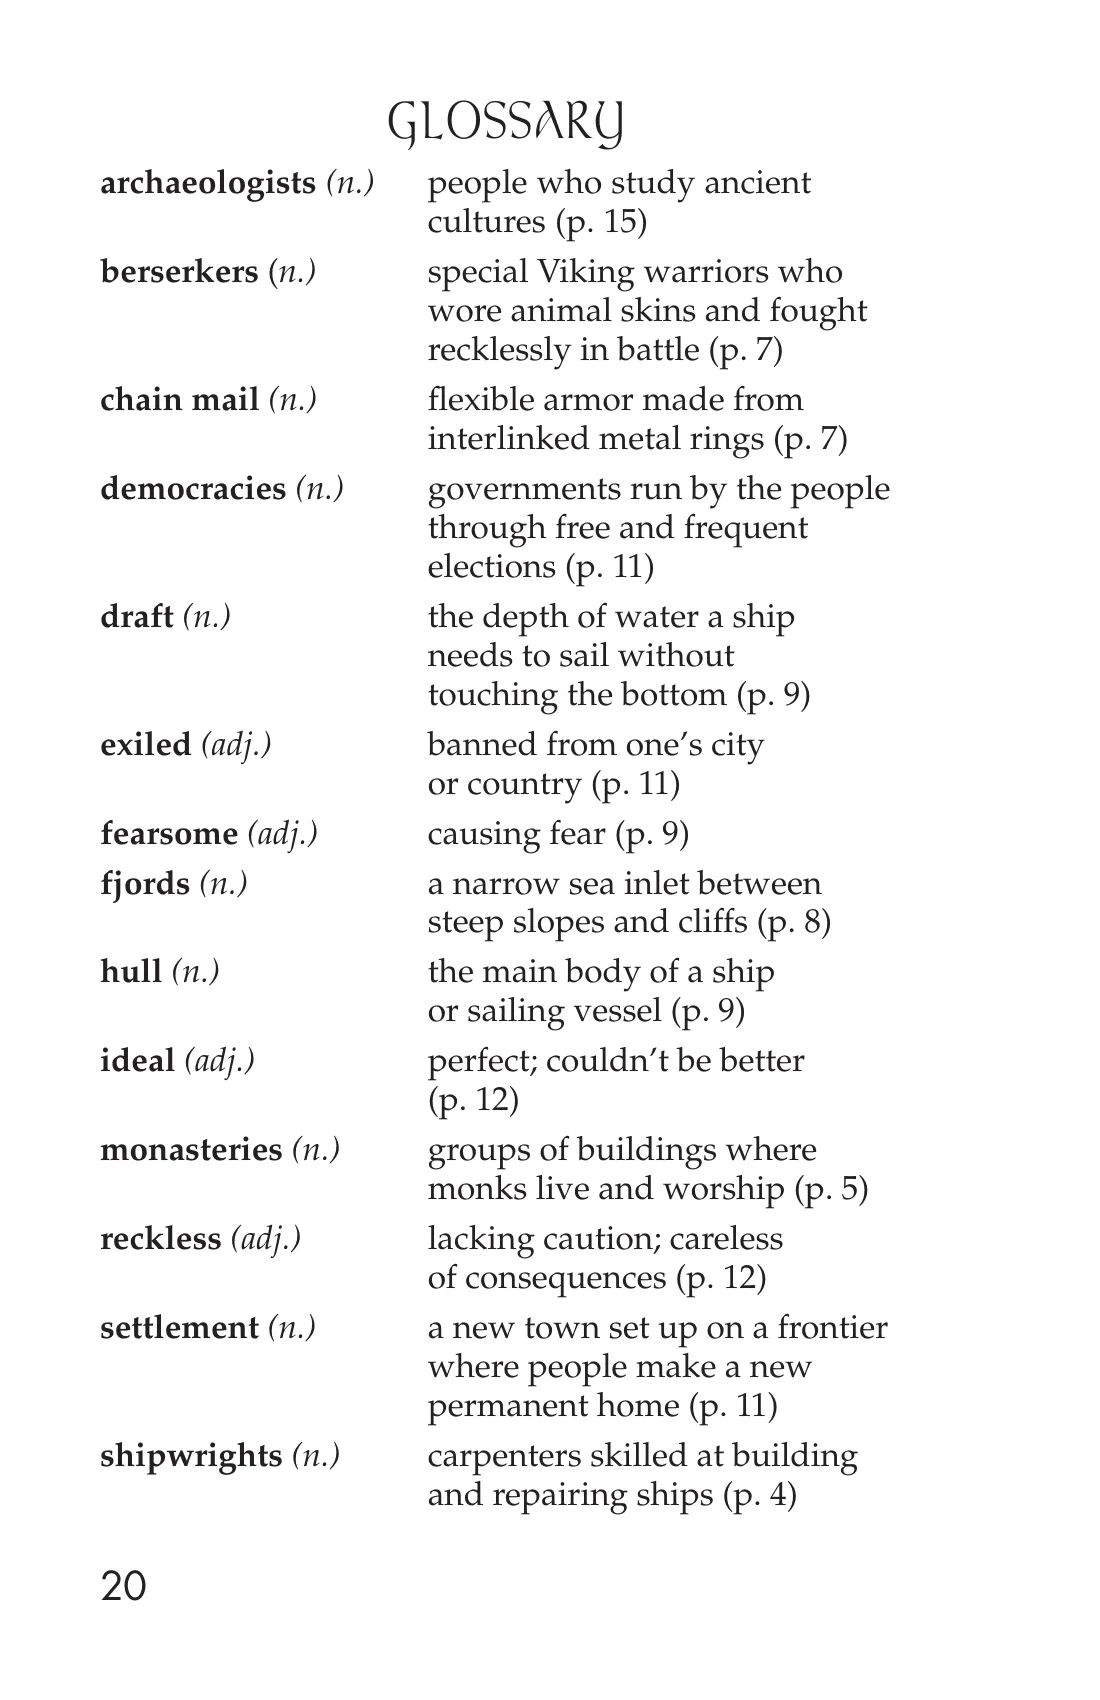 GLOSSARY
archaeologists (n.) people who study ancient
cultures (p. 15)
berserkers (n.) special Viking warriors who
wore animal skins and fought
recklessly in battle (p. 7)
chain mail (n.) flexible armor made from
interlinked metal rings (p. 7)
democracies (n.) governments run by the people
through free and frequent
elections (p. 11)
draft (n.) the depth of water a ship
needs to sail without
touching the bottom (p. 9)
exiled (adj.) banned from one’s city
or country (p. 11)
fearsome (adj.) causing fear (p. 9)
fjords (n.) a narrow sea inlet between
steep slopes and cliffs (p. 8)
hull (n.) the main body of a ship
or sailing vessel (p. 9)
ideal (adj.) perfect; couldn’t be better
(p. 12)
monasteries (n.) groups of buildings where
monks live and worship (p. 5)
reckless (adj.) lacking caution; careless
of consequences (p. 12)
settlement (n.) a new town set up on a frontier
where people make a new
permanent home (p. 11)
shipwrights (n.) carpenters skilled at building
and repairing ships (p. 4)
20